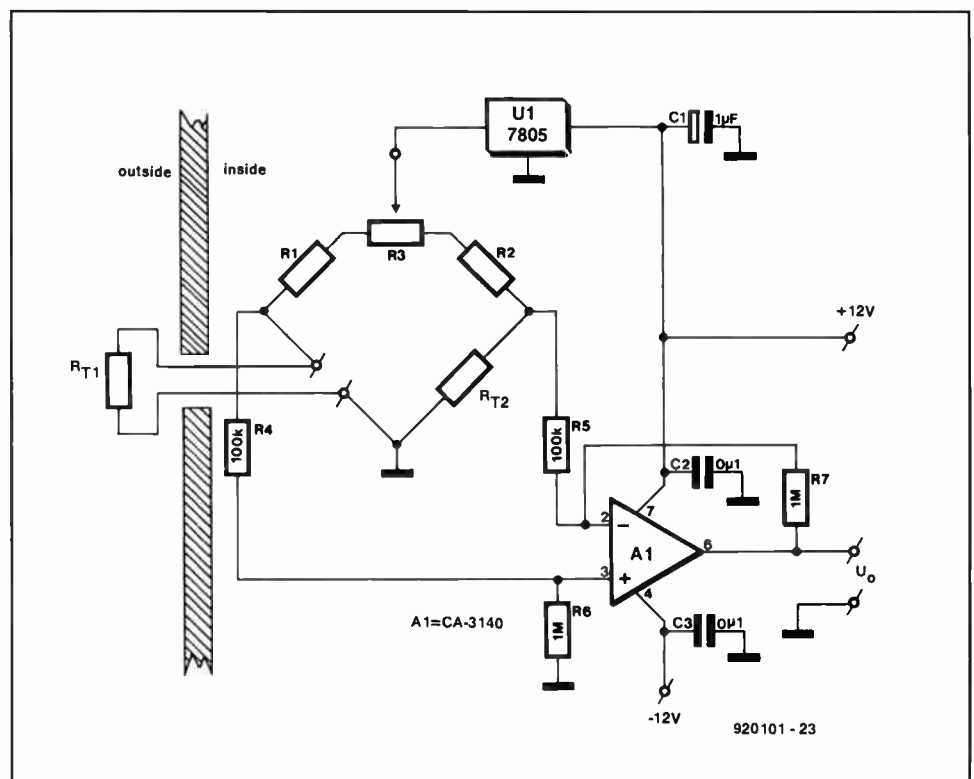 U1
7805
C1
1µF
outside
inside
R1
R3
R2
+12V
RT1
RT2
R4
100k
R5
100k
C2
0µ1
R7
1M
2
−
7
A1
6
3
+
4
Uo
A1=CA-3140
R6
1M
C3
0µ1
-12V
920101 - 23